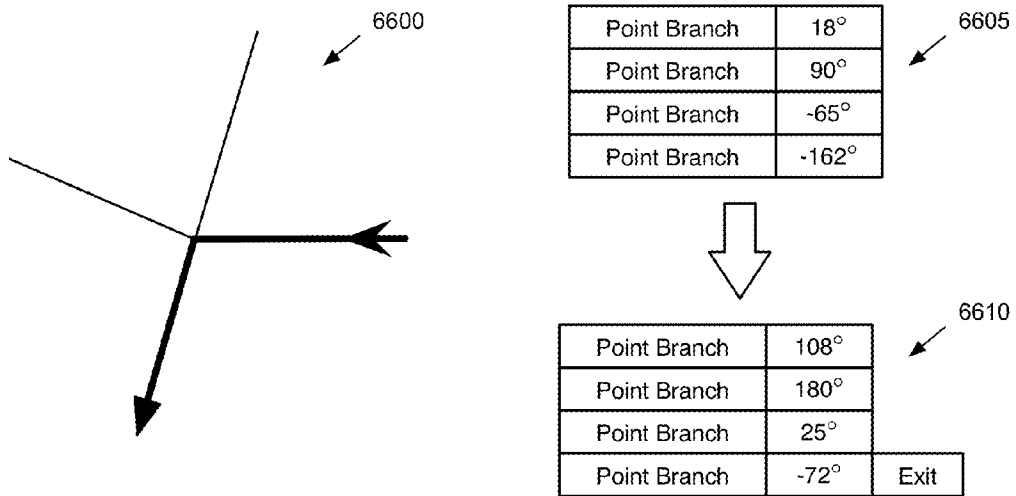 6600
Point Branch 18°
Point Branch 90°
Point Branch -65°
Point Branch -162°
6605
Point Branch 108°
Point Branch 180°
Point Branch 25°
Point Branch -72° Exit
6610